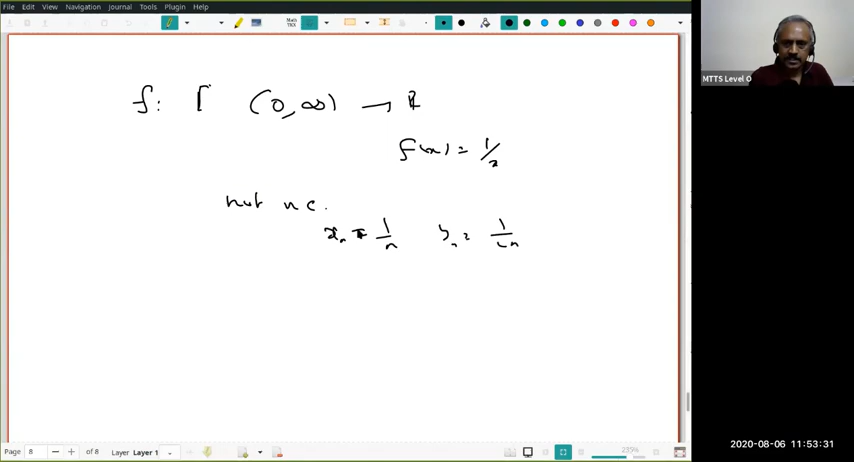 File Edit View Navigation Journal Tools Plugin Help
f: [ (0,∞) → R
f(x) = 1/x
not u c.
xₙ = 1/n yₙ = 1/2n
MTTS Level O
Page 8 of 8 Layer Layer 1 235%
2020-08-06 11:53:31